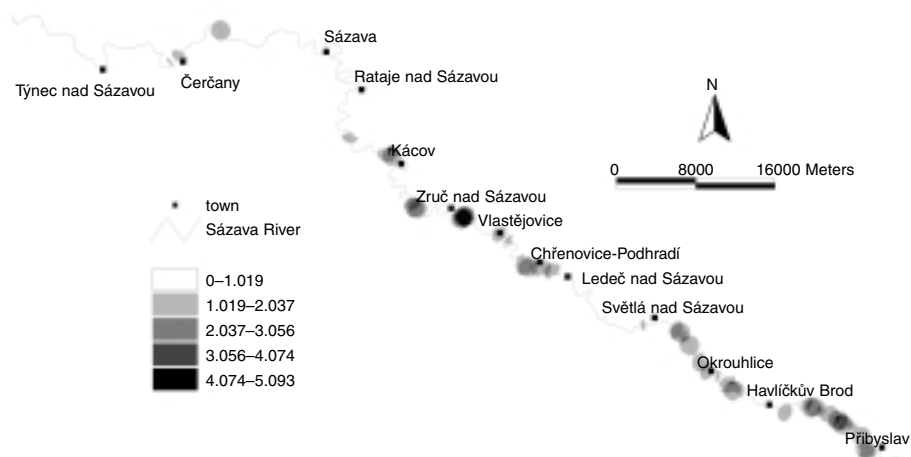 Sázava
Týnec nad Sázavou
Čerčany
Rataje nad Sázavou
N
0 8000 16000 Meters
Kácov
Zruč nad Sázavou
Vlastějovice
Chřenovice-Podhradí
Ledeč nad Sázavou
Světlá nad Sázavou
Okrouhlice
Havlíčkův Brod
Přibyslav
town
Sázava River
0–1.019
1.019–2.037
2.037–3.056
3.056–4.074
4.074–5.093